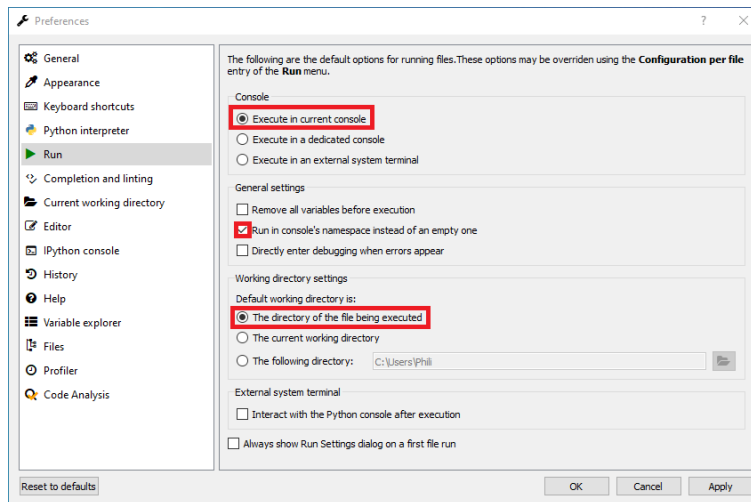 Preferences
? ×
General
Appearance
Keyboard shortcuts
Python interpreter
Run
Completion and linting
Current working directory
Editor
IPython console
History
Help
Variable explorer
Files
Profiler
Code Analysis
The following are the default options for running files.These options may be overriden using the Configuration per file
entry of the Run menu.
Console
Execute in current console
Execute in a dedicated console
Execute in an external system terminal
General settings
Remove all variables before execution
Run in console's namespace instead of an empty one
Directly enter debugging when errors appear
Working directory settings
Default working directory is:
The directory of the file being executed
The current working directory
The following directory: C:\Users\Phili
External system terminal
Interact with the Python console after execution
Always show Run Settings dialog on a first file run
Reset to defaults OK Cancel Apply